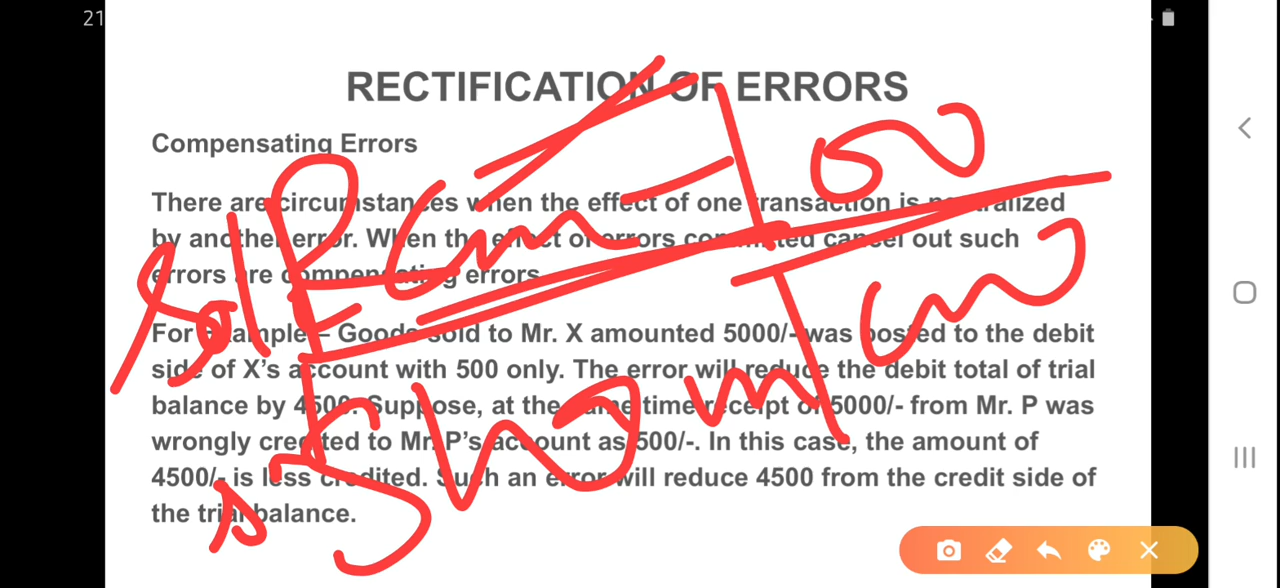 21
RECTIFICATION OF ERRORS
Compensating Errors
There are circumstances when the effect of one transaction is neutralized
by another error. When the effect of errors committed cancel out such
errors are compensating errors.
For Example – Goods sold to Mr. X amounted 5000/- was posted to the debit
side of X's account with 500 only. The error will reduce the debit total of trial
balance by 4500. Suppose, at the same time receipt of 5000/- from Mr. P was
wrongly credited to Mr. P's account as 500/-. In this case, the amount of
4500/- is less credited. Such an error will reduce 4500 from the credit side of
the trial balance.